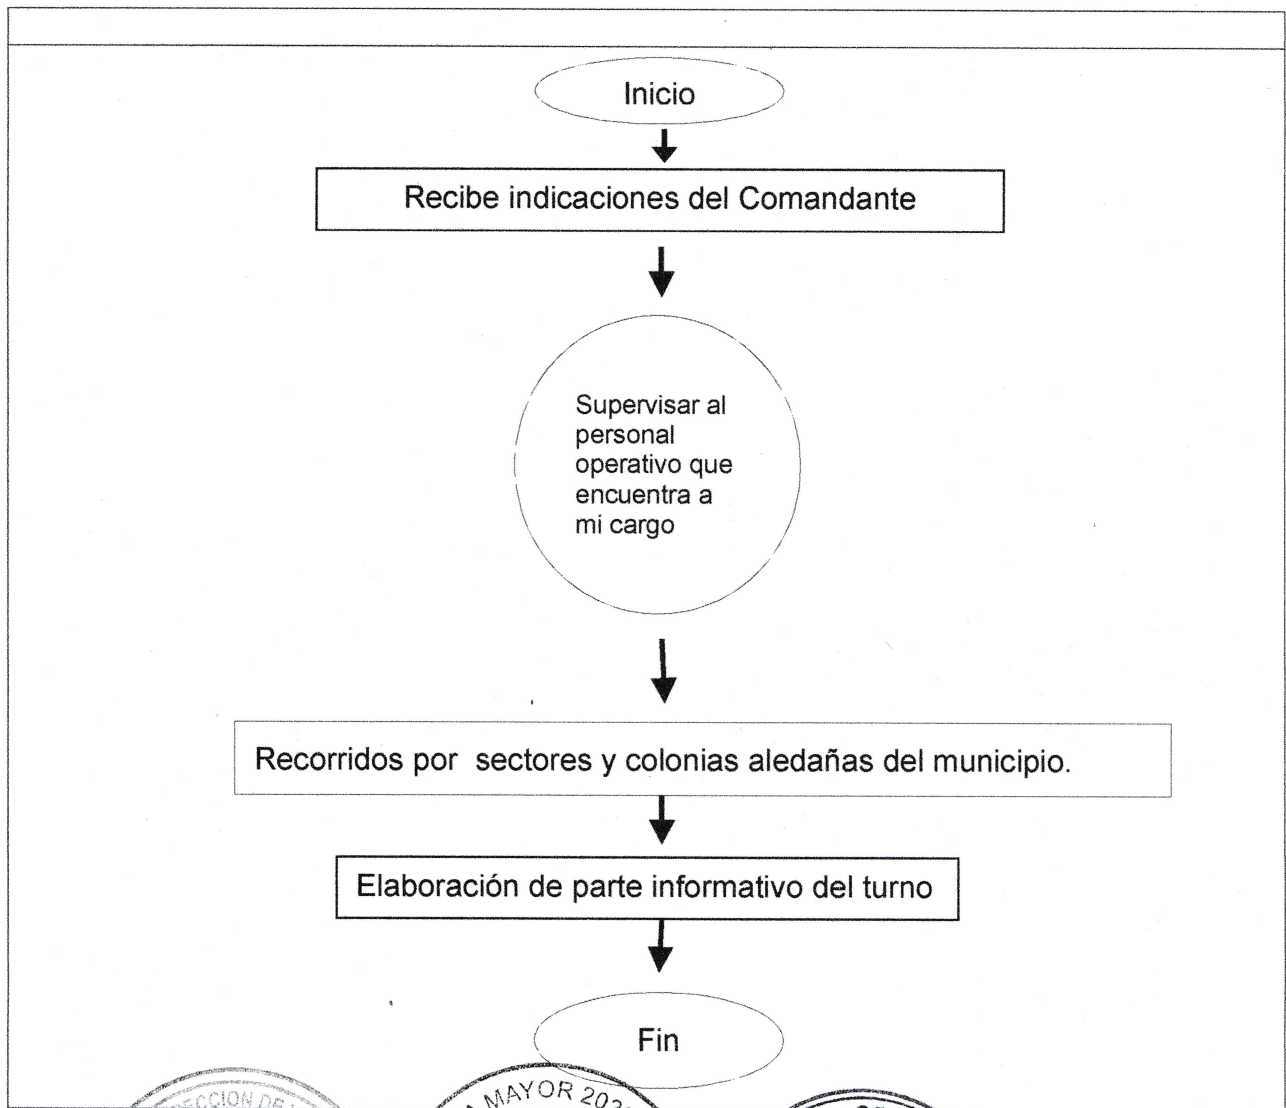 Inicio
Recibe indicaciones del Comandante
Supervisar al
personal
operativo que
encuentra a
mi cargo
Recorridos por sectores y colonias aledañas del municipio.
Elaboración de parte informativo del turno
Fin
MAYOR